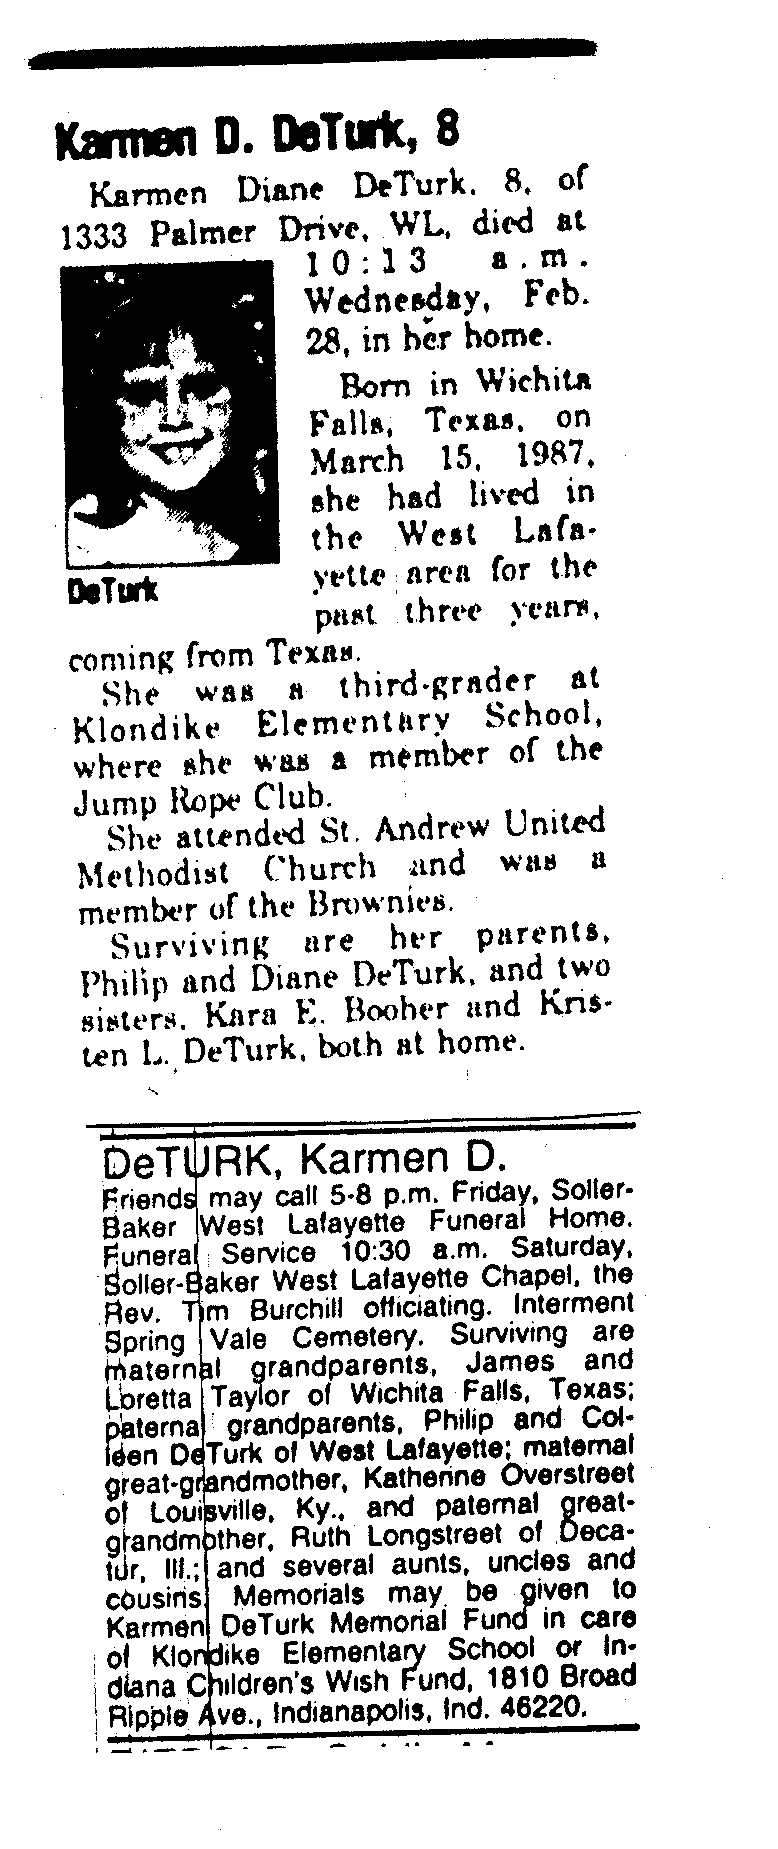 Karmen D. DeTurk, 8
Karmen Diane DeTurk, 8, of
1333 Palmer Drive, WL, died at
10:13 a.m.
Wednesday, Feb.
28, in her home.
Born in Wichita
Falls, Texas, on
March 15, 1987,
she had lived in
the West Lafa-
yette area for the
past three years,
DeTurk
coming from Texas.
She was a third-grader at
Klondike Elementary School,
where she was a member of the
Jump Rope Club.
She attended St. Andrew United
Methodist Church and was a
member of the Brownies.
Surviving are her parents,
Philip and Diane DeTurk, and two
sisters, Kara E. Booher and Kris-
ten L. DeTurk, both at home.
DeTURK, Karmen D.
Friends may call 5-8 p.m. Friday, Soller-
Baker West Lafayette Funeral Home.
Funeral Service 10:30 a.m. Saturday,
Soller-Baker West Lafayette Chapel, the
Rev. Tim Burchill officiating. Interment
Spring Vale Cemetery. Surviving are
maternal grandparents, James and
Loretta Taylor of Wichita Falls, Texas;
paternal grandparents, Philip and Col-
leen DeTurk of West Lafayette; maternal
great-grandmother, Katherine Overstreet
of Louisville, Ky., and paternal great-
grandmother, Ruth Longstreet of Deca-
tur, Ill.; and several aunts, uncles and
cousins. Memorials may be given to
Karmen DeTurk Memorial Fund in care
of Klondike Elementary School or In-
diana Children's Wish Fund, 1810 Broad
Ripple Ave., Indianapolis, Ind. 46220.